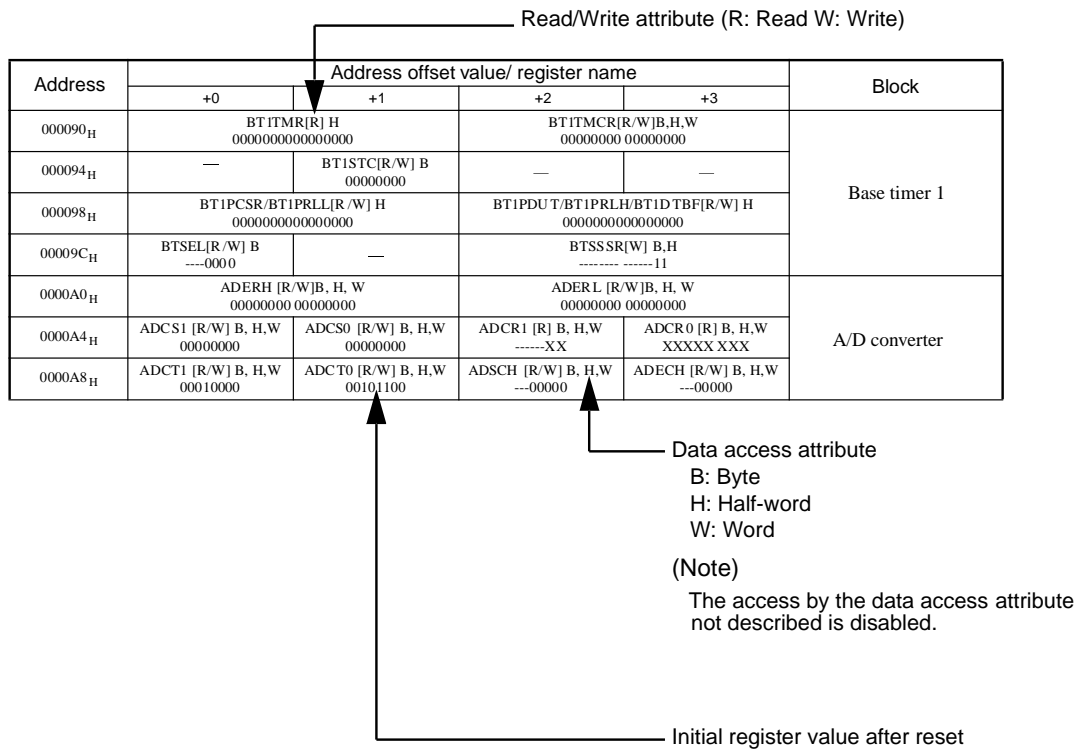 Read/Write attribute (R: Read W: Write)
Address Address offset value/ register name Block
+0 +1 +2 +3
000090H BT1TMR[R] H BT1TMCR[R/W]B,H,W
0000000000000000 00000000 00000000
000094H — BT1STC[R/W] B — —
00000000
Base timer 1
000098H BT1PCSR/BT1PRLL[R/W] H BT1PDUT/BT1PRLH/BT1DTBF[R/W] H
0000000000000000 0000000000000000
00009CH BTSEL[R/W] B — BTSSSR[W] B,H
----0000 -------- ------11
0000A0H ADERH [R/W]B, H, W ADERL [R/W]B, H, W
00000000 00000000 00000000 00000000
0000A4H ADCS1 [R/W] B, H,W ADCS0 [R/W] B, H,W ADCR1 [R] B, H,W ADCR0 [R] B, H,W A/D converter
00000000 00000000 ------XX XXXXX XXX
0000A8H ADCT1 [R/W] B, H,W ADCT0 [R/W] B, H,W ADSCH [R/W] B, H,W ADECH [R/W] B, H,W
00010000 00101100 ---00000 ---00000
Data access attribute
B: Byte
H: Half-word
W: Word
(Note)
The access by the data access attribute
not described is disabled.
Initial register value after reset